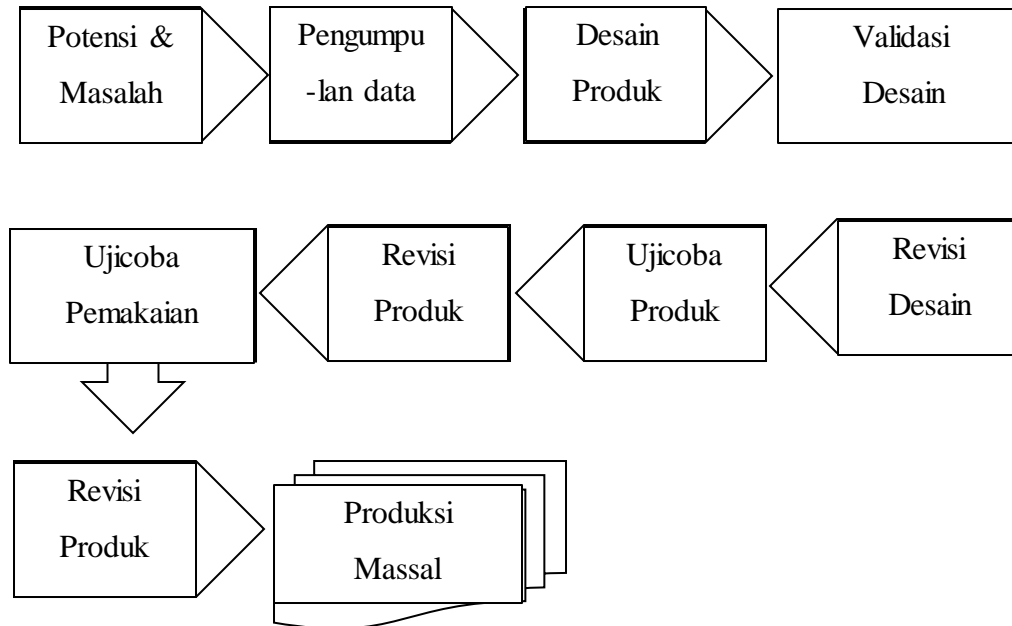 Potensi &
Masalah
Pengumpu
-lan data
Desain
Produk
Validasi
Desain
Revisi
Desain
Ujicoba
Produk
Revisi
Produk
Ujicoba
Pemakaian
Revisi
Produk
Produksi
Massal